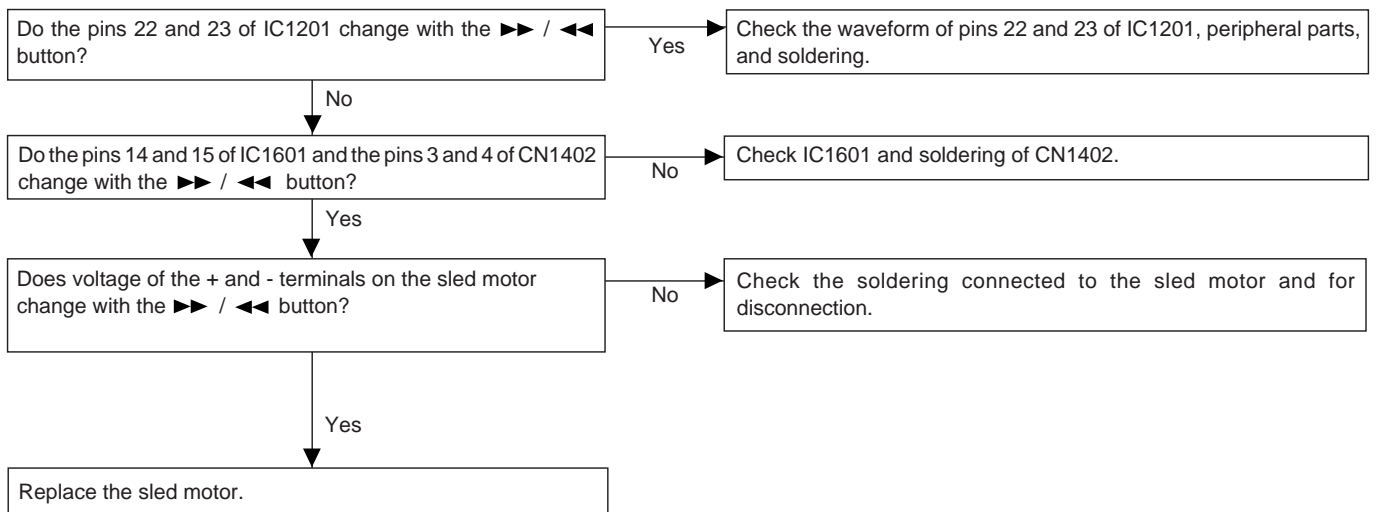 Do the pins 22 and 23 of IC1201 change with the ►► / ◄◄
button?
Yes
Check the waveform of pins 22 and 23 of IC1201, peripheral parts,
and soldering.
No
Do the pins 14 and 15 of IC1601 and the pins 3 and 4 of CN1402
change with the ►► / ◄◄ button?
No
Check IC1601 and soldering of CN1402.
Yes
Does voltage of the + and - terminals on the sled motor
change with the ►► / ◄◄ button?
No
Check the soldering connected to the sled motor and for
disconnection.
Yes
Replace the sled motor.